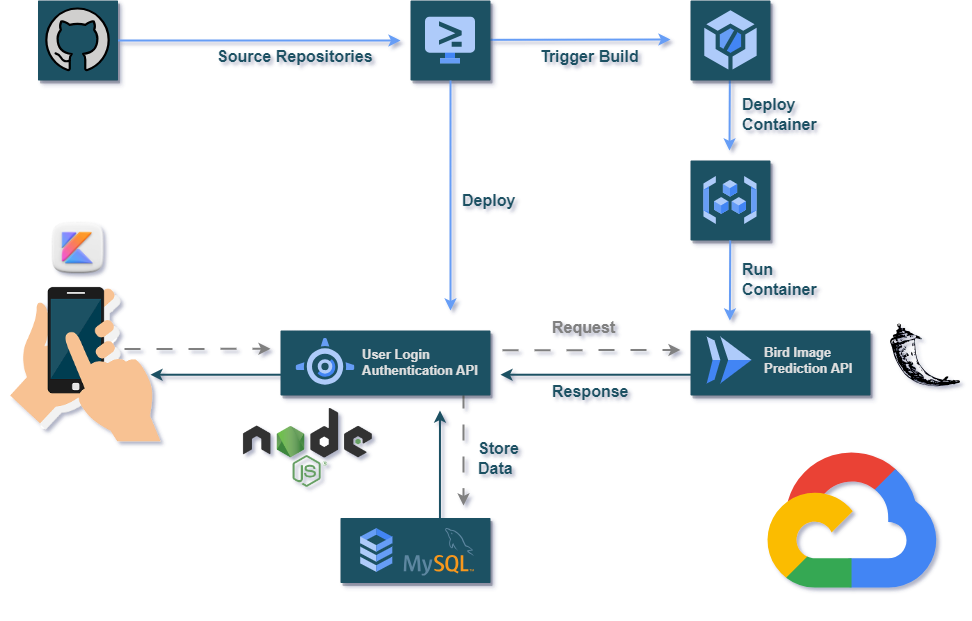 Source Repositories
Trigger Build
Deploy
Container
Deploy
Run
Container
User Login
Authentication API
Request
Bird Image
Prediction API
Response
node
JS
Store
Data
MySQL